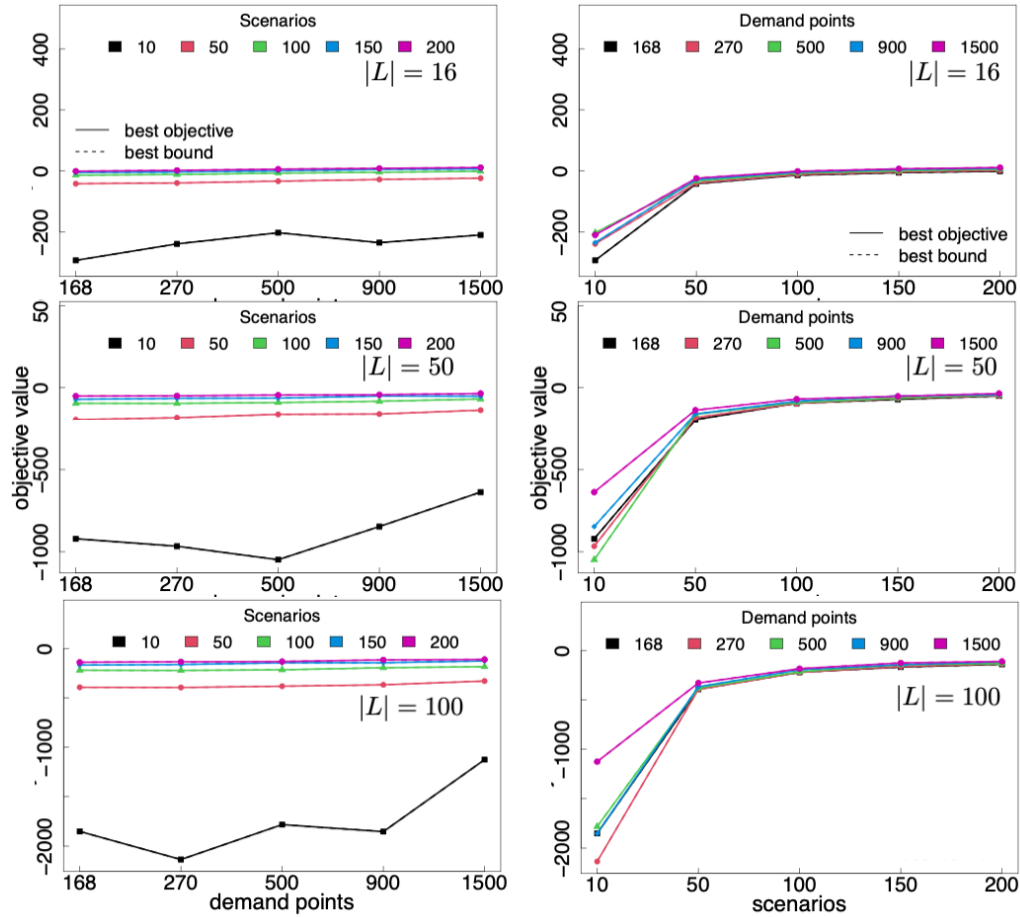 Scenarios
10 50 100 150 200
|L| = 16
400
200
0
−200
best objective
best bound
168 270 500 900 1500
Demand points
168 270 500 900 1500
|L| = 16
400
200
0
−200
best objective
best bound
10 50 100 150 200
Scenarios
10 50 100 150 200
|L| = 50
50
0
−500
−1000
objective value
168 270 500 900 1500
Demand points
168 270 500 900 1500
|L| = 50
50
0
−500
−1000
objective value
10 50 100 150 200
Scenarios
10 50 100 150 200
|L| = 100
0
−1000
−2000
168 270 500 900 1500
demand points
Demand points
168 270 500 900 1500
|L| = 100
0
−1000
−2000
10 50 100 150 200
scenarios